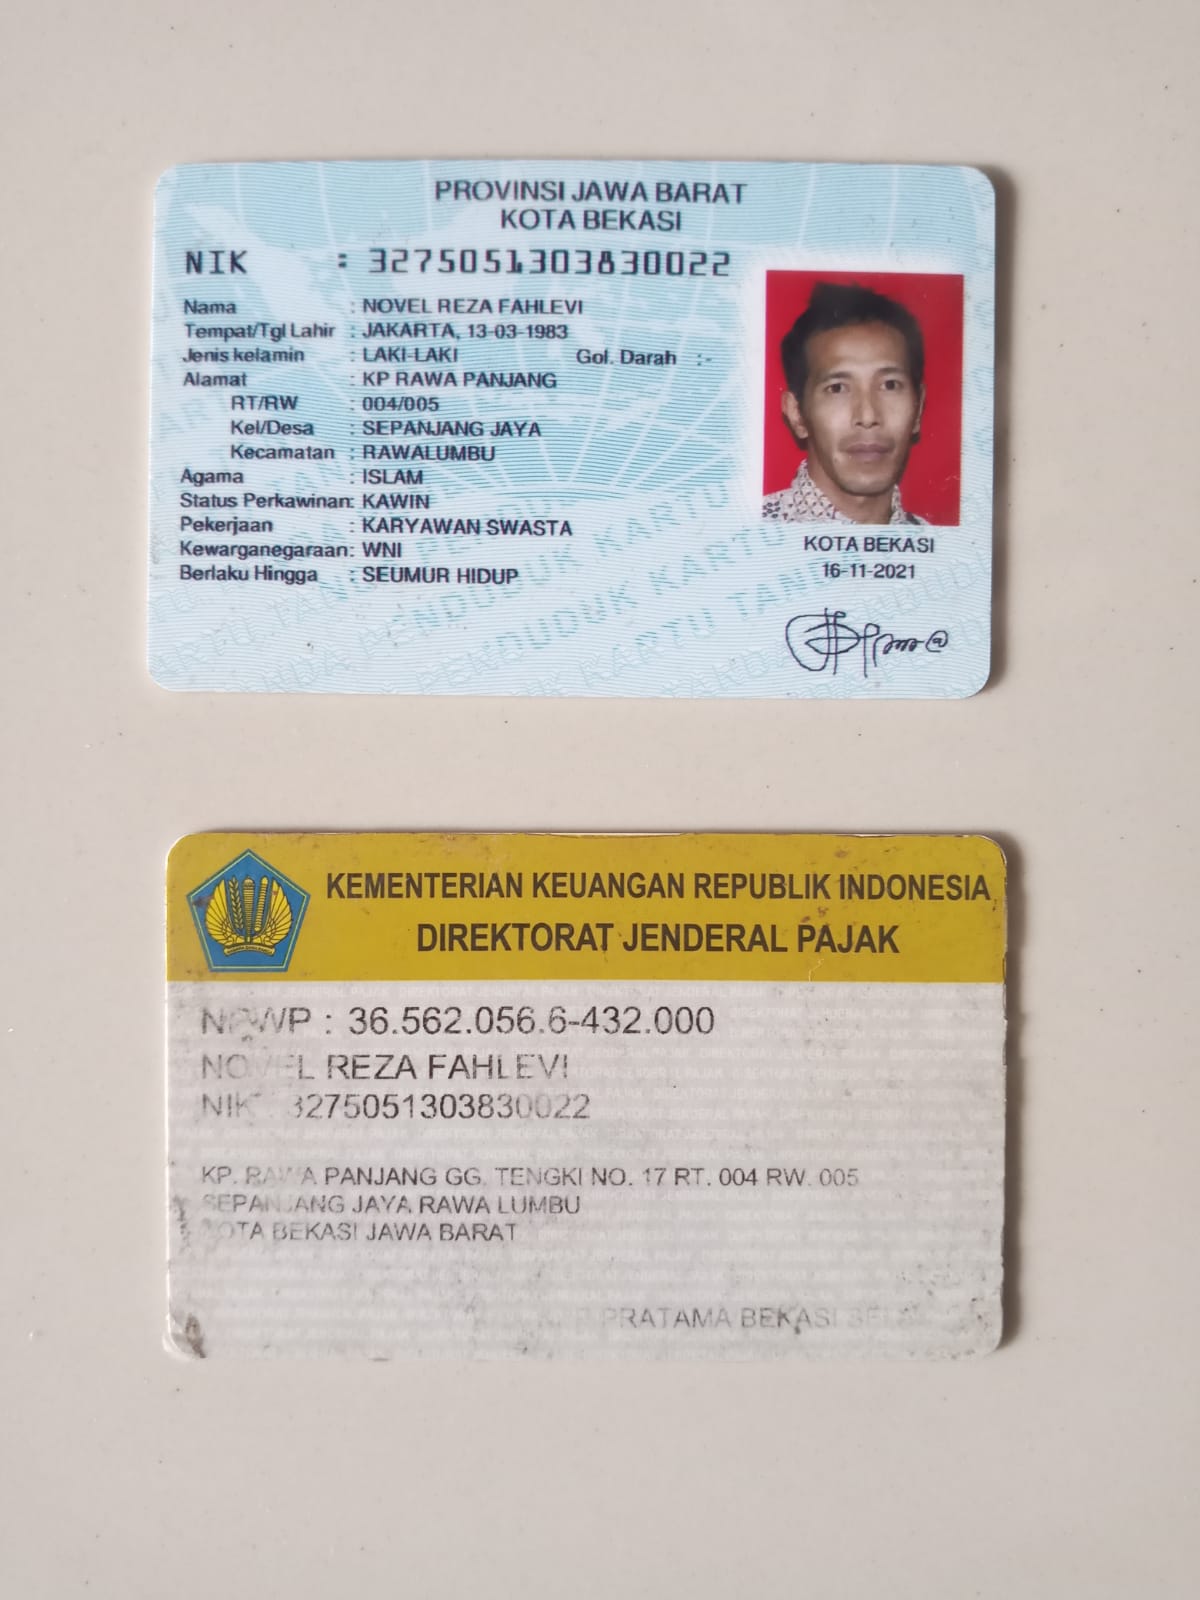 PROVINSI JAWA BARAT
KOTA BEKASI
NIK : 3275051303830022
Nama : NOVEL REZA FAHLEVI
Tempat/Tgl Lahir : JAKARTA, 13-03-1983
Jenis kelamin : LAKI-LAKI Gol. Darah :-
Alamat : KP RAWA PANJANG
RT/RW : 004/005
Kel/Desa : SEPANJANG JAYA
Kecamatan : RAWALUMBU
Agama : ISLAM
Status Perkawinan: KAWIN
Pekerjaan : KARYAWAN SWASTA
Kewarganegaraan: WNI
Berlaku Hingga : SEUMUR HIDUP
KOTA BEKASI
16-11-2021
KEMENTERIAN KEUANGAN REPUBLIK INDONESIA
DIREKTORAT JENDERAL PAJAK
NPWP : 36.562.056.6-432.000
NOVEL REZA FAHLEVI
NIK : 3275051303830022
KP. RAWA PANJANG GG. TENGKI NO. 17 RT. 004 RW. 005
SEPANJANG JAYA RAWA LUMBU
KOTA BEKASI JAWA BARAT
PRATAMA BEKASI